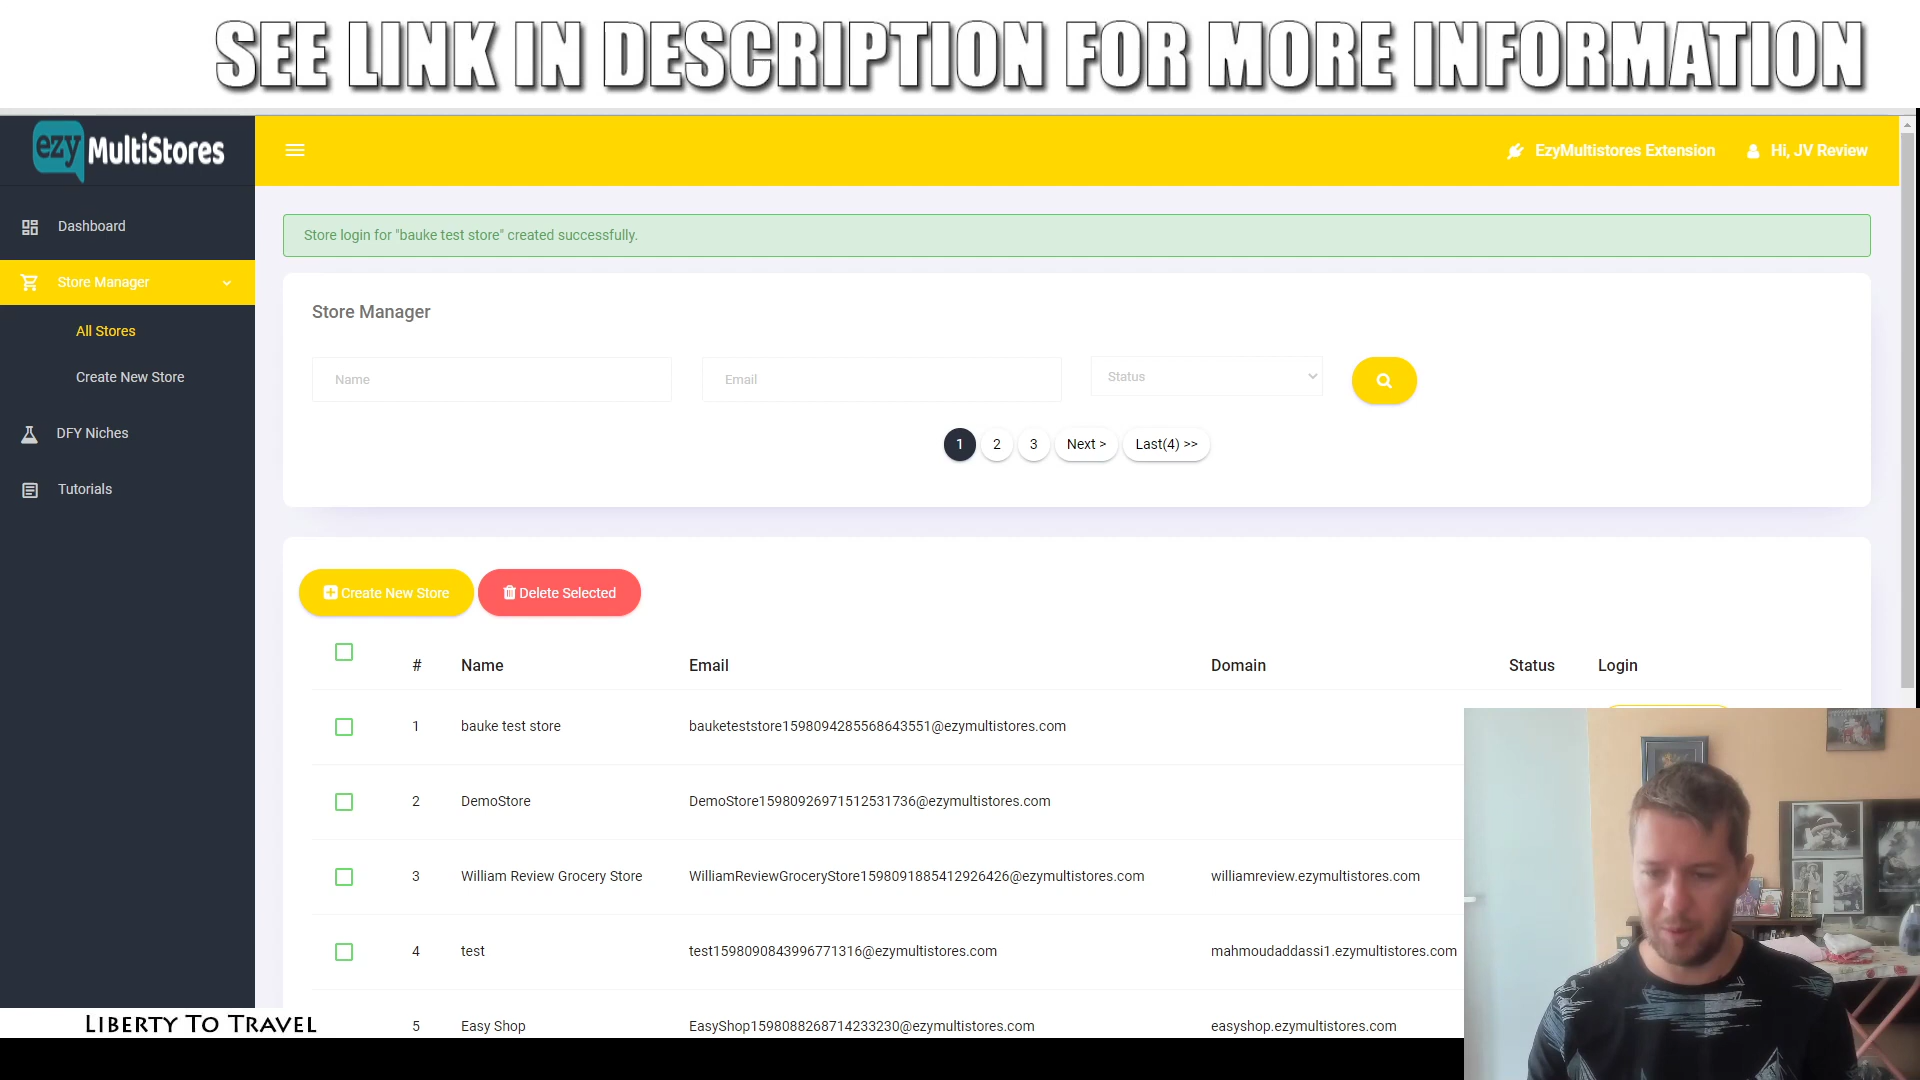 SEE LINK IN DESCRIPTION FOR MORE INFORMATION
ezy MultiStores
EzyMultistores Extension
Hi, JV Review
Dashboard
Store Manager
All Stores
Create New Store
DFY Niches
Tutorials
Store login for "bauke test store" created successfully.
Store Manager
Name Email Status
1 2 3 Next > Last(4) >>
Create New Store Delete Selected
# Name Email Domain Status Login
1 bauke test store bauketeststore1598094285568643551@ezymultistores.com
2 DemoStore DemoStore15980926971512531736@ezymultistores.com
3 William Review Grocery Store WilliamReviewGroceryStore1598091885412926426@ezymultistores.com williamreview.ezymultistores.com
4 test test1598090843996771316@ezymultistores.com mahmoudaddassi1.ezymultistores.com
5 Easy Shop EasyShop1598088268714233230@ezymultistores.com easyshop.ezymultistores.com
LIBERTY TO TRAVEL